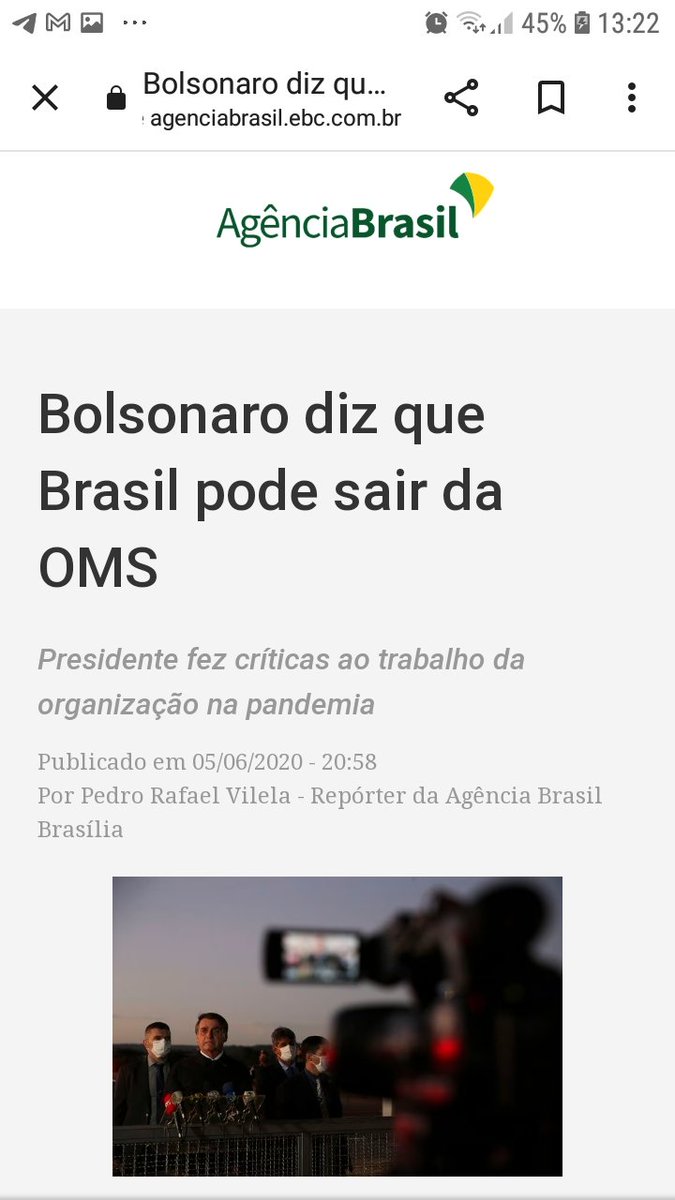 45% 13:22
Bolsonaro diz qu...
agenciabrasil.ebc.com.br
AgênciaBrasil
Bolsonaro diz que
Brasil pode sair da
OMS
Presidente fez críticas ao trabalho da
organização na pandemia
Publicado em 05/06/2020 - 20:58
Por Pedro Rafael Vilela - Repórter da Agência Brasil
Brasília